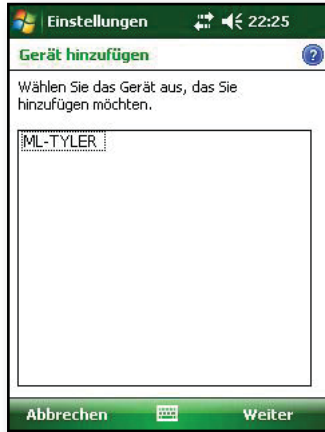 Einstellungen 22:25
Gerät hinzufügen ?
Wählen Sie das Gerät aus, das Sie
hinzufügen möchten.
ML-TYLER
Abbrechen Weiter